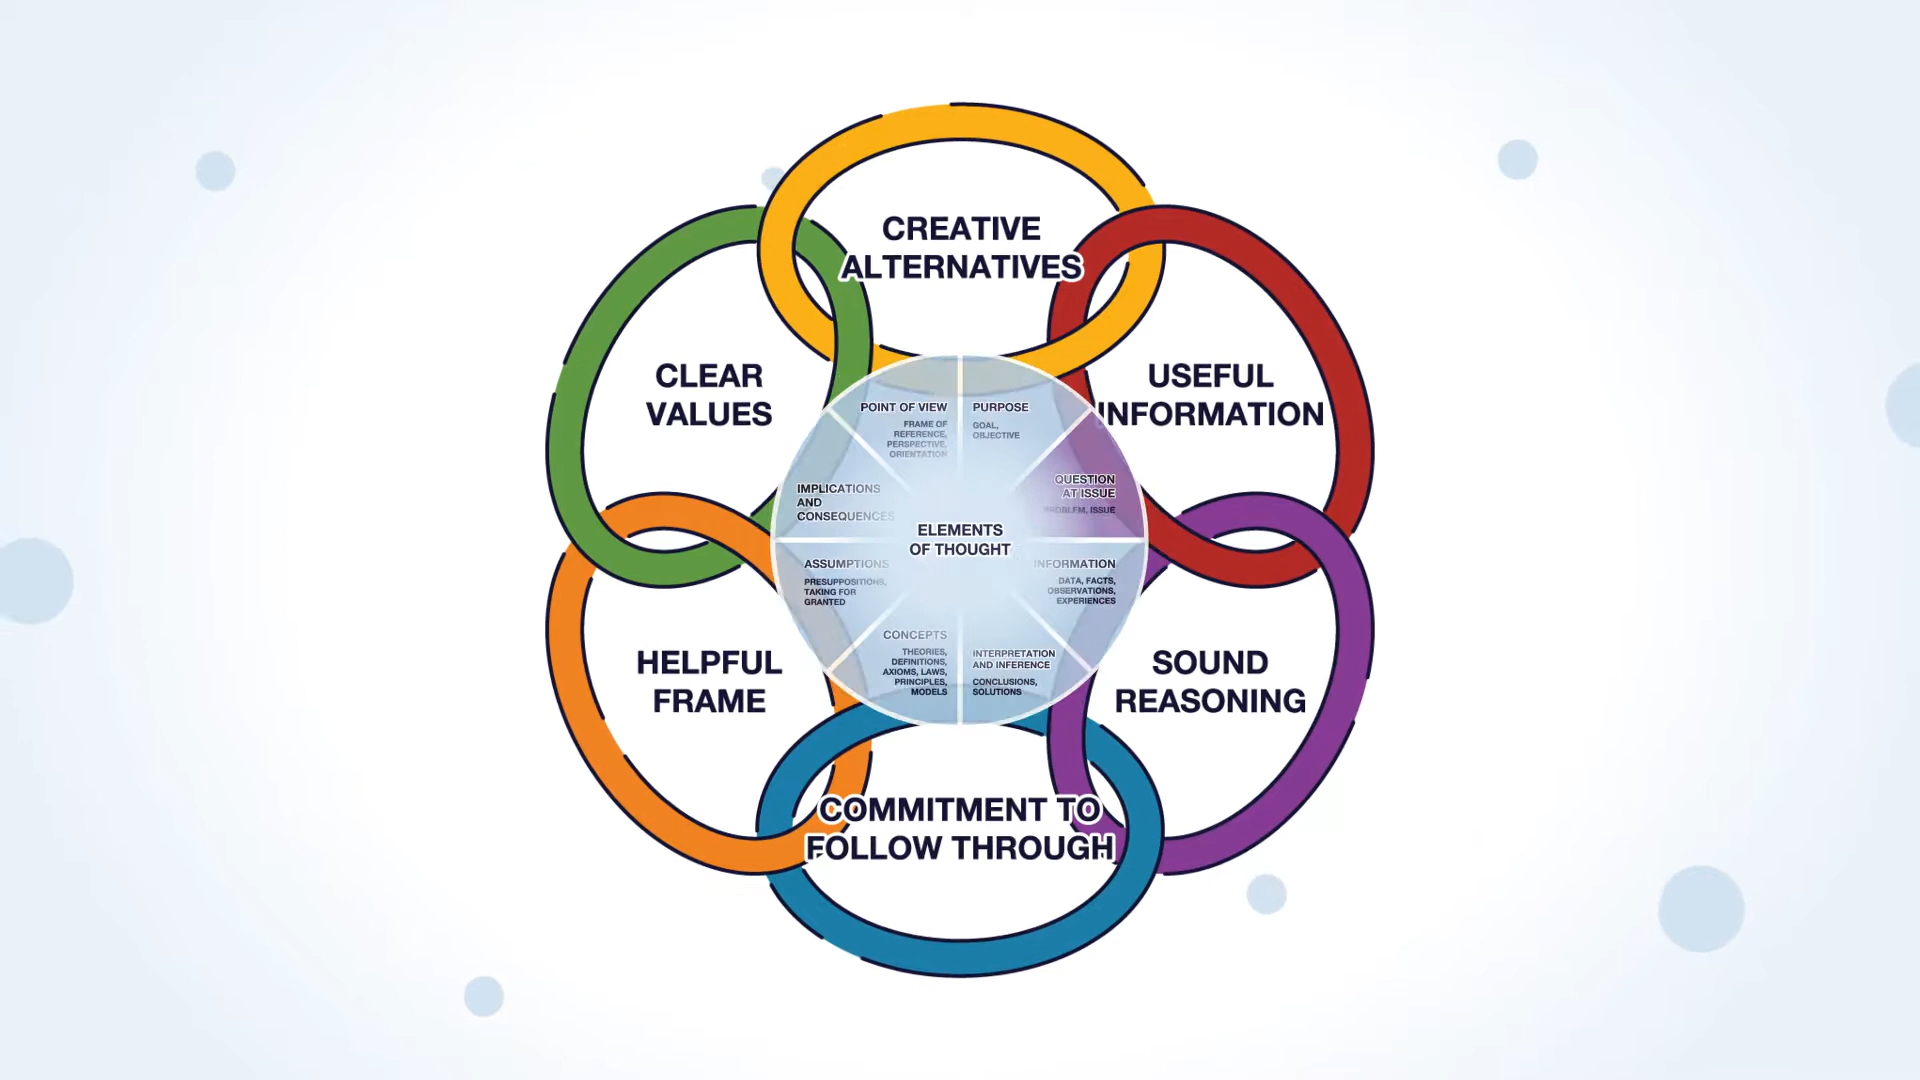 CREATIVE
ALTERNATIVES
CLEAR
VALUES
USEFUL
INFORMATION
POINT OF VIEW
FRAME OF
REFERENCE,
PERSPECTIVE,
ORIENTATION
PURPOSE
GOAL,
OBJECTIVE
IMPLICATIONS
AND
CONSEQUENCES
QUESTION
AT ISSUE
PROBLEM, ISSUE
ELEMENTS
OF THOUGHT
ASSUMPTIONS
PRESUPPOSITIONS,
TAKING FOR
GRANTED
INFORMATION
DATA, FACTS,
OBSERVATIONS,
EXPERIENCES
CONCEPTS
THEORIES,
DEFINITIONS,
AXIOMS, LAWS,
PRINCIPLES,
MODELS
INTERPRETATION
AND INFERENCE
CONCLUSIONS,
SOLUTIONS
HELPFUL
FRAME
SOUND
REASONING
COMMITMENT TO
FOLLOW THROUGH